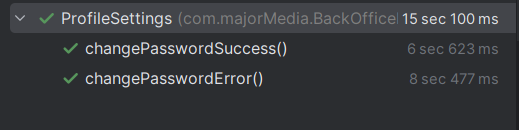 ProfileSettings (com.majorMedia.BackOffice 15 sec 100 ms
changePasswordSuccess() 6 sec 623 ms
changePasswordError() 8 sec 477 ms